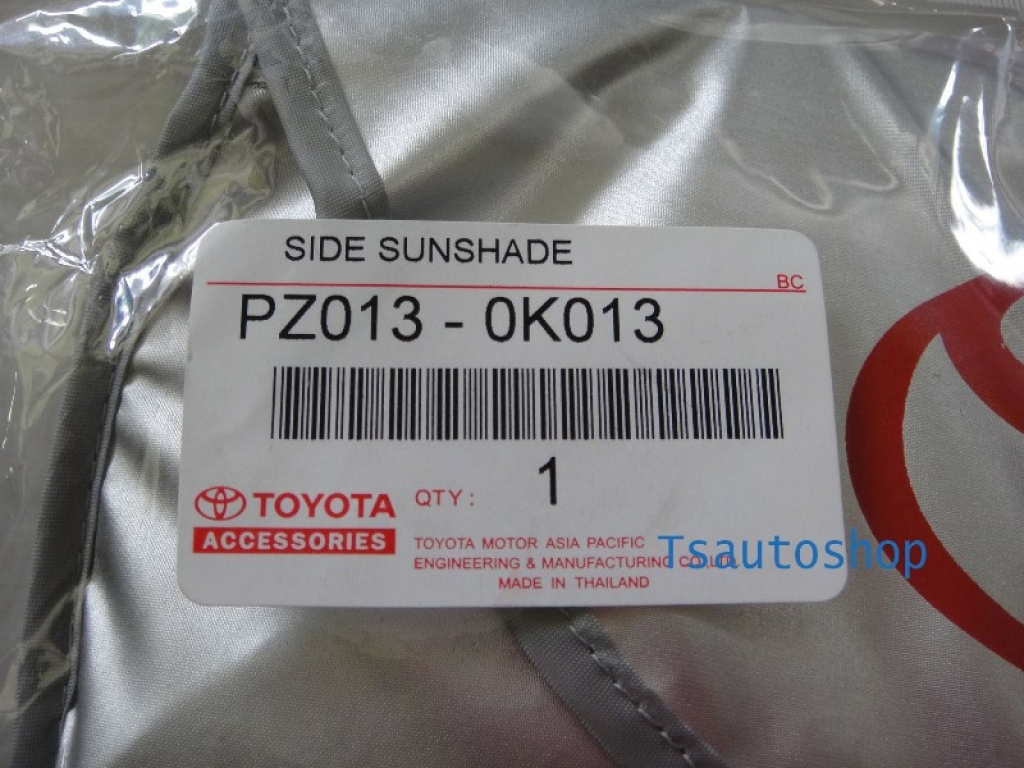 SIDE SUNSHADE
BC
PZ013 - 0K013
1
QTY:
TOYOTA
ACCESSORIES
TOYOTA MOTOR ASIA PACIFIC
ENGINEERING & MANUFACTURING CO.,LTD.
MADE IN THAILAND
Tsautoshop